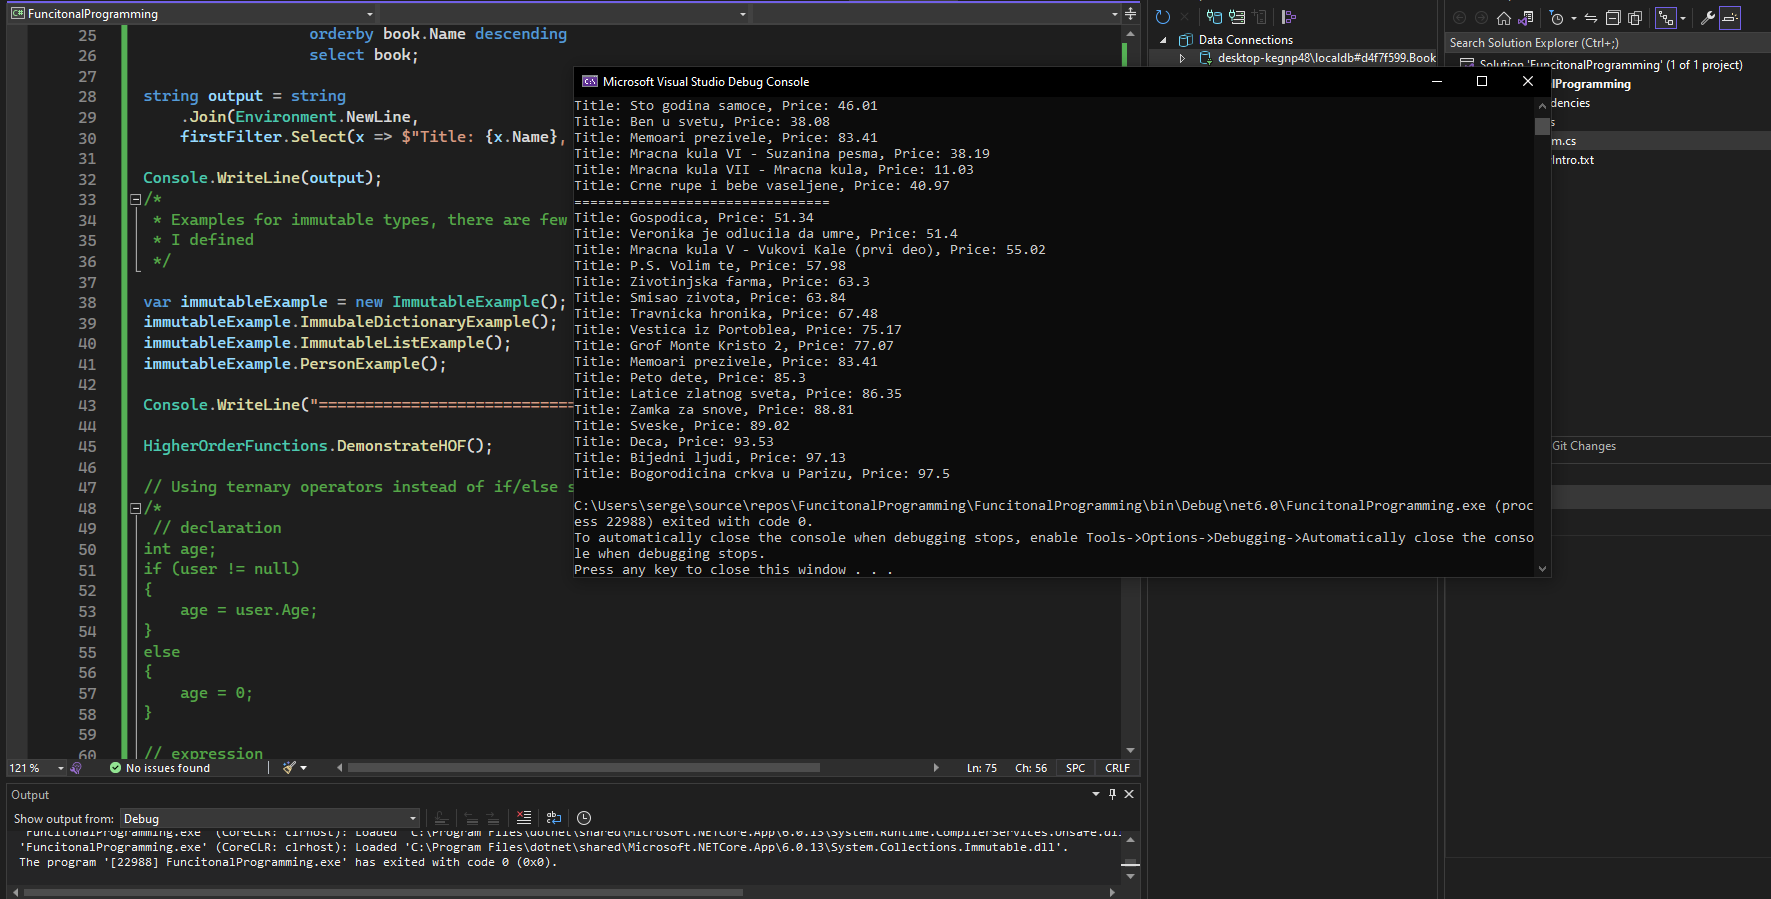 FuncitonalProgramming
25 orderby book.Name descending
26 select book;
27
28 string output = string
29 .Join(Environment.NewLine,
30 firstFilter.Select(x => $"Title: {x.Name},
31
32 Console.WriteLine(output);
33 /*
34 * Examples for immutable types, there are few
35 * I defined
36 */
37
38 var immutableExample = new ImmutableExample();
39 immutableExample.ImmubaleDictionaryExample();
40 immutableExample.ImmutableListExample();
41 immutableExample.PersonExample();
42
43 Console.WriteLine("============================
44
45 HigherOrderFunctions.DemonstrateHOF();
46
47 // Using ternary operators instead of if/else s
48 /*
49 // declaration
50 int age;
51 if (user != null)
52 {
53 age = user.Age;
54 }
55 else
56 {
57 age = 0;
58 }
59
60 // expression
121 %
No issues found
Ln: 75 Ch: 56 SPC CRLF
Microsoft Visual Studio Debug Console
Title: Sto godina samoce, Price: 46.01
Title: Ben u svetu, Price: 38.08
Title: Memoari prezivele, Price: 83.41
Title: Mracna kula VI - Suzanina pesma, Price: 38.19
Title: Mracna kula VII - Mracna kula, Price: 11.03
Title: Crne rupe i bebe vaseljene, Price: 40.97
================================
Title: Gospodica, Price: 51.34
Title: Veronika je odlucila da umre, Price: 51.4
Title: Mracna kula V - Vukovi Kale (prvi deo), Price: 55.02
Title: P.S. Volim te, Price: 57.98
Title: Zivotinjska farma, Price: 63.3
Title: Smisao zivota, Price: 63.84
Title: Travnicka hronika, Price: 67.48
Title: Vestica iz Portoblea, Price: 75.17
Title: Grof Monte Kristo 2, Price: 77.07
Title: Memoari prezivele, Price: 83.41
Title: Peto dete, Price: 85.3
Title: Latice zlatnog sveta, Price: 86.35
Title: Zamka za snove, Price: 88.81
Title: Sveske, Price: 89.02
Title: Deca, Price: 93.53
Title: Bijedni ljudi, Price: 97.13
Title: Bogorodicina crkva u Parizu, Price: 97.5
C:\Users\serge\source\repos\FuncitonalProgramming\FuncitonalProgramming\bin\Debug\net6.0\FuncitonalProgramming.exe (proc
ess 22988) exited with code 0.
To automatically close the console when debugging stops, enable Tools->Options->Debugging->Automatically close the conso
le when debugging stops.
Press any key to close this window . . .
Data Connections
desktop-kegnp48\localdb#d4f7f599.Book
Search Solution Explorer (Ctrl+;)
Solution 'FuncitonalProgramming' (1 of 1 project)
lProgramming
dencies
s
m.cs
Intro.txt
Git Changes
Output
Show output from: Debug
'FuncitonalProgramming.exe' (CoreCLR: clrhost): Loaded 'C:\Program Files\dotnet\shared\Microsoft.NETCore.App\6.0.13\System.Runtime.CompilerServices.Unsafe.dl
'FuncitonalProgramming.exe' (CoreCLR: clrhost): Loaded 'C:\Program Files\dotnet\shared\Microsoft.NETCore.App\6.0.13\System.Collections.Immutable.dll'.
The program '[22988] FuncitonalProgramming.exe' has exited with code 0 (0x0).